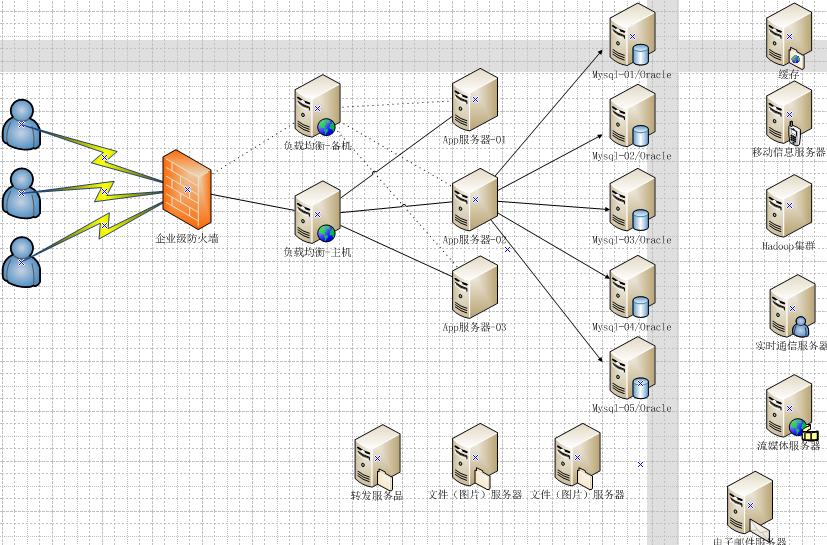 缓存
Mysql-01/Oracle
负载均衡-备机
App服务器-01
Mysql-02/Oracle
移动信息服务器
企业级防火墙
负载均衡-主机
App服务器-02
Mysql-03/Oracle
Hadoop集群
App服务器-03
Mysql-04/Oracle
实时通信服务器
Mysql-05/Oracle
流媒体服务器
转发服务品
文件（图片）服务器
文件（图片）服务器
电子邮件服务器